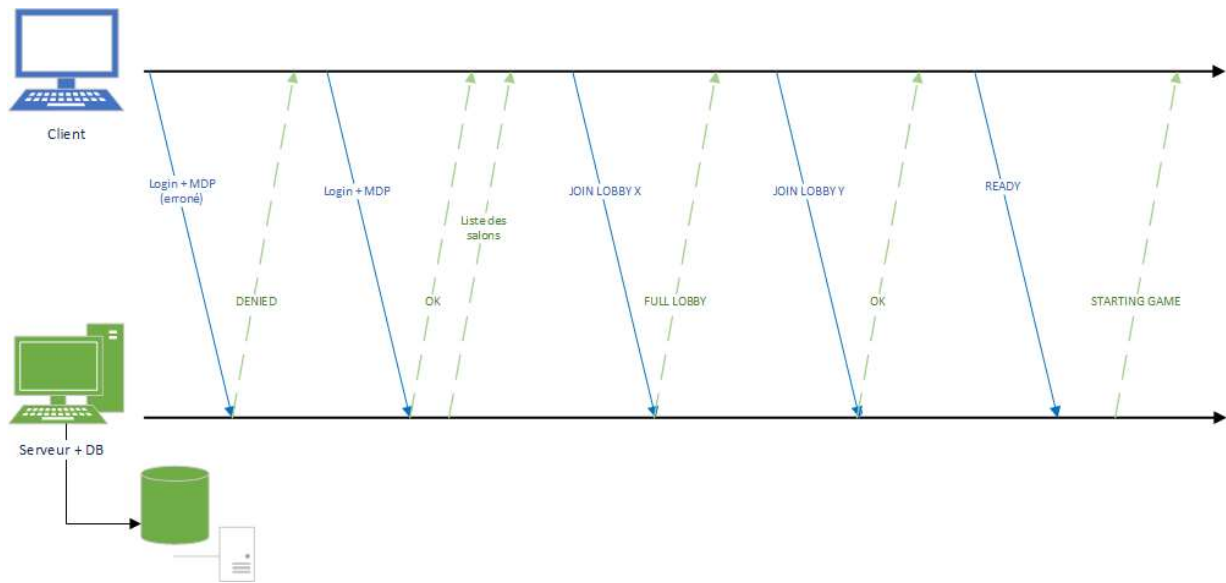 Client
Login + MDP
(erroné)
Login + MDP
JOIN LOBBY X
JOIN LOBBY Y
READY
Liste des
salons
DENIED
OK
FULL LOBBY
OK
STARTING GAME
Serveur + DB